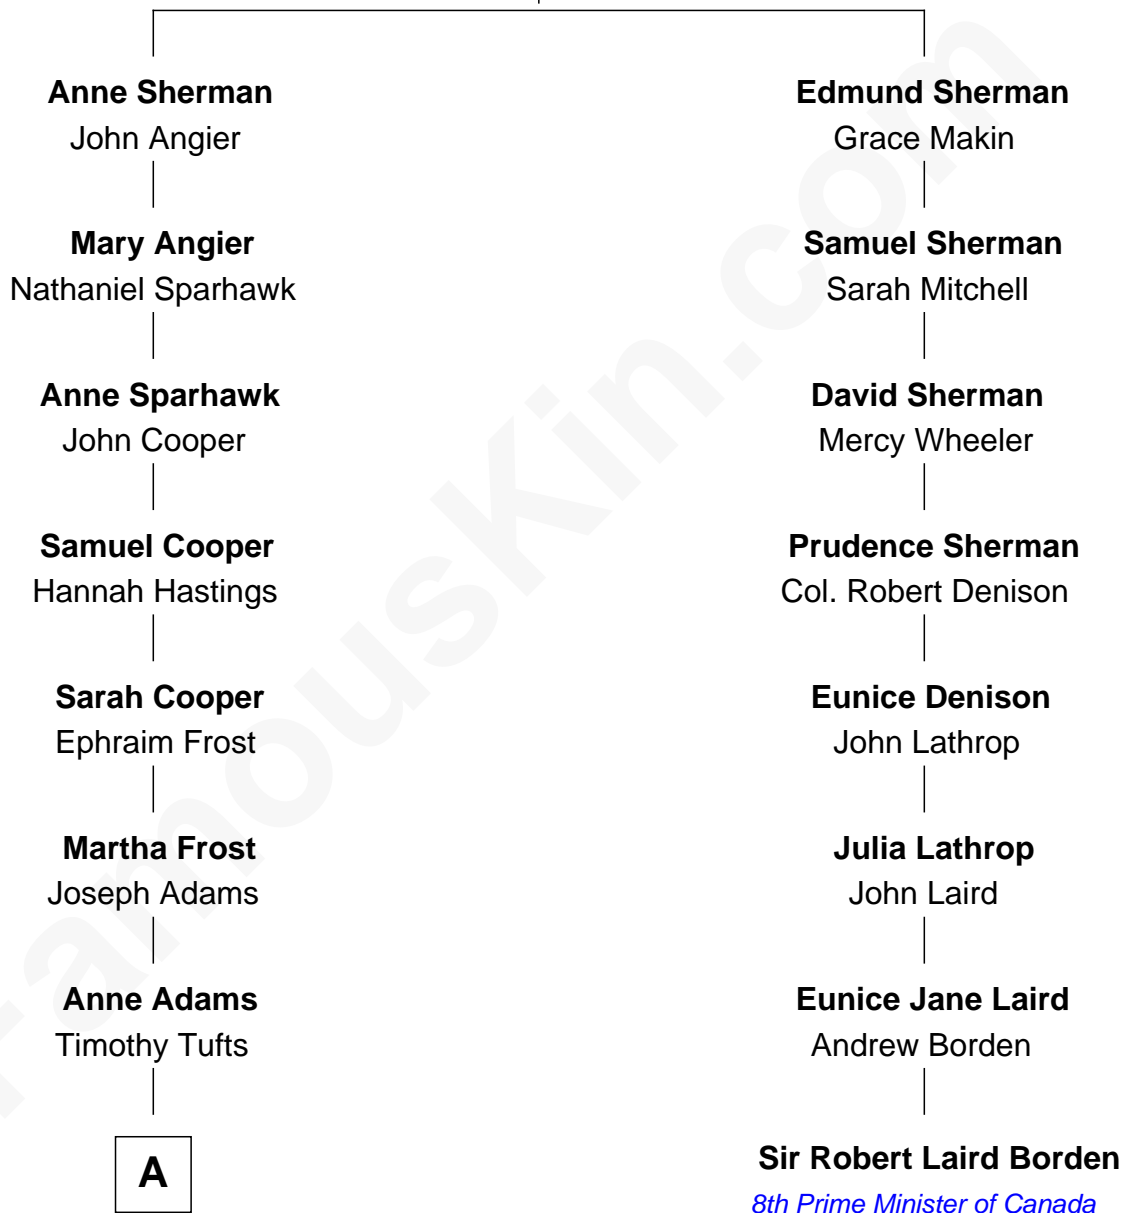 Anne Sherman
John Angier
Mary Angier
Nathaniel Sparhawk
Anne Sparhawk
John Cooper
Samuel Cooper
Hannah Hastings
Sarah Cooper
Ephraim Frost
Martha Frost
Joseph Adams
Anne Adams
Timothy Tufts
A
Edmund Sherman
Grace Makin
Samuel Sherman
Sarah Mitchell
David Sherman
Mercy Wheeler
Prudence Sherman
Col. Robert Denison
Eunice Denison
John Lathrop
Julia Lathrop
John Laird
Eunice Jane Laird
Andrew Borden
Sir Robert Laird Borden
8th Prime Minister of Canada
FamousKin.com